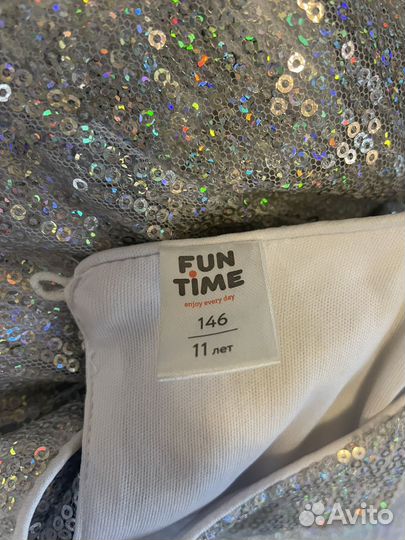 FUN
TIME
enjoy every day
146
11 лет
Avito